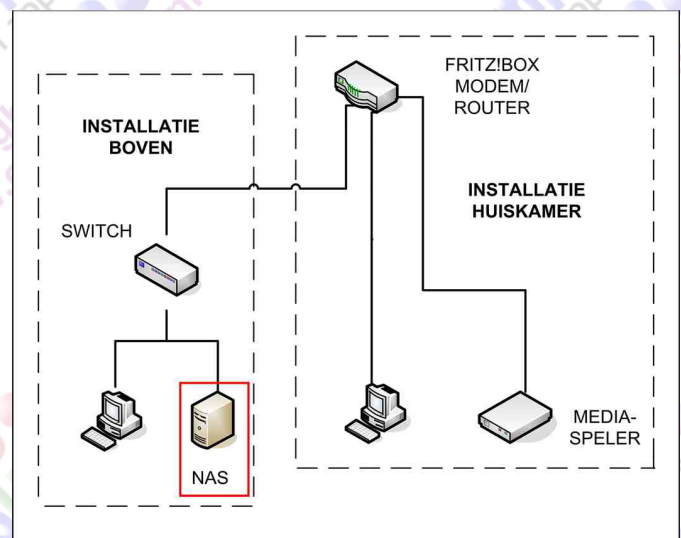 FRITZ!BOX
MODEM/
ROUTER
INSTALLATIE
BOVEN
INSTALLATIE
HUISKAMER
SWITCH
MEDIA-
SPELER
NAS